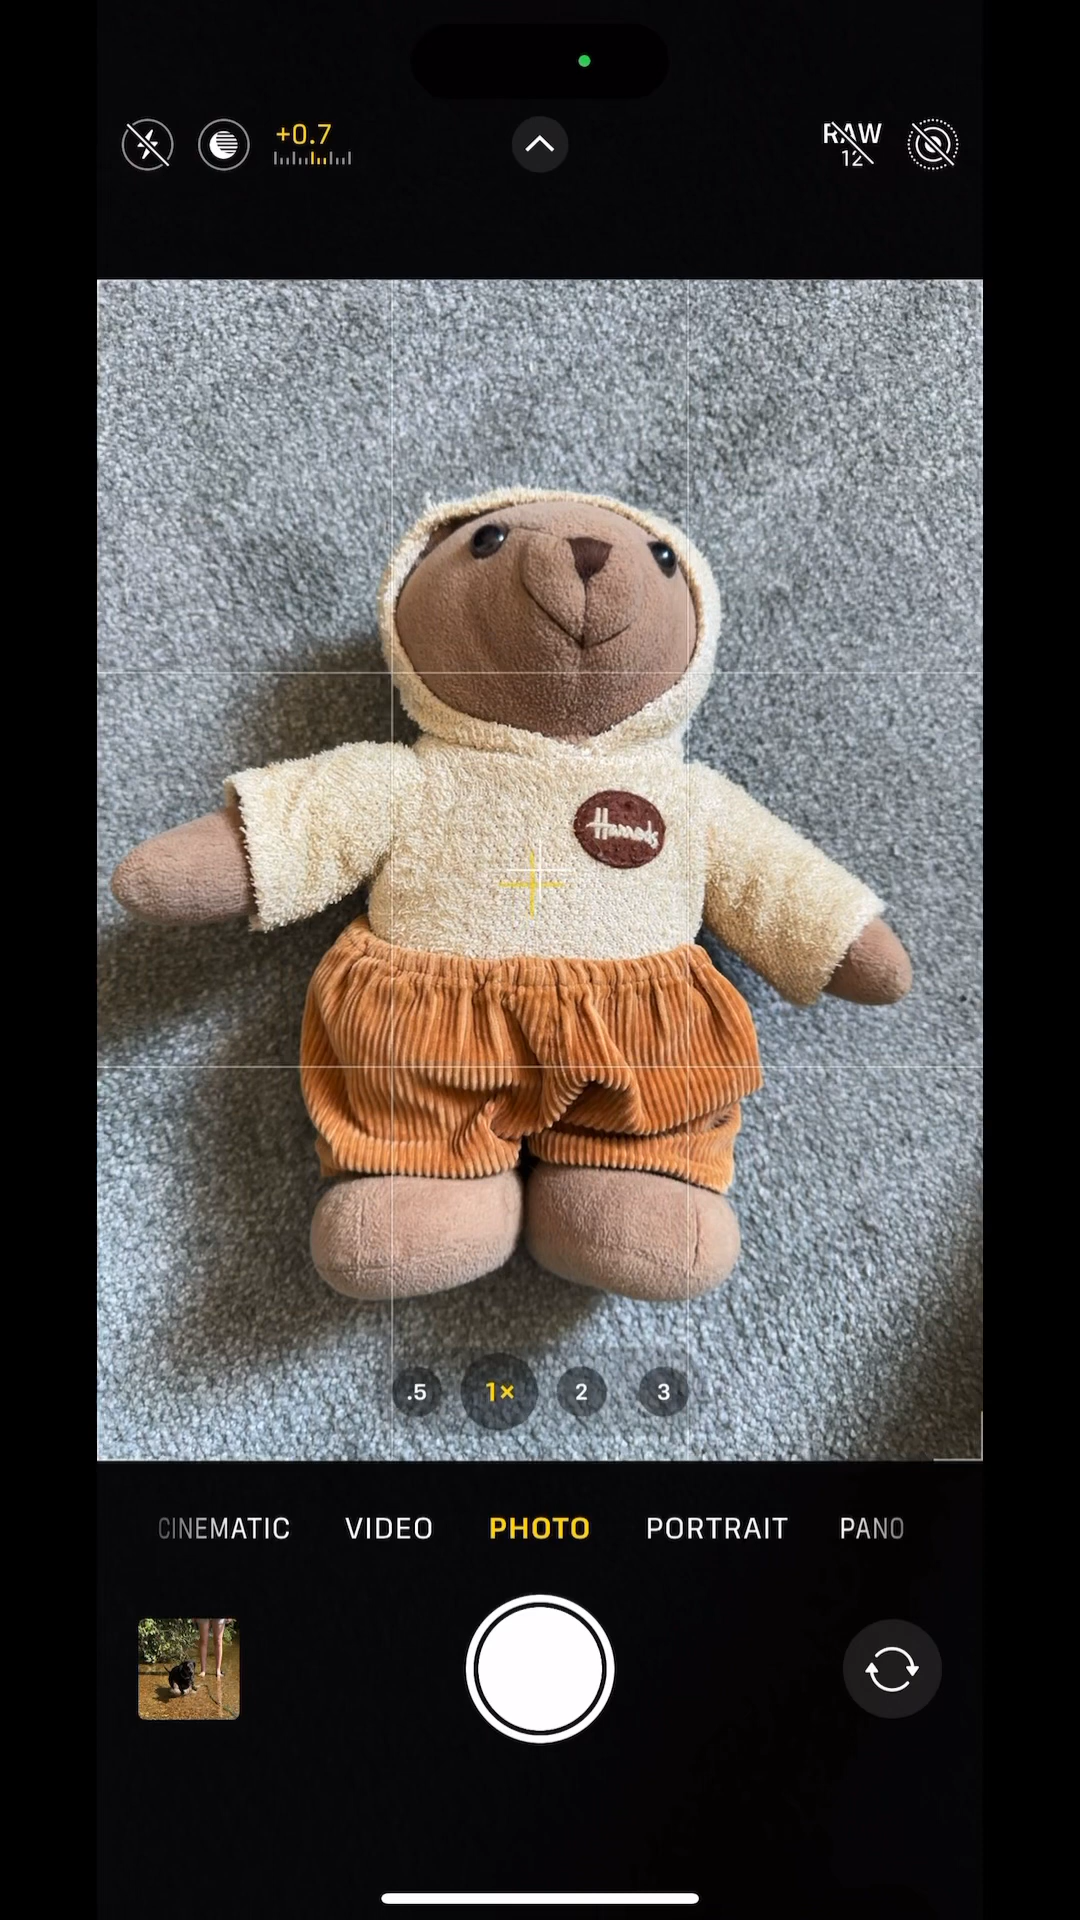 +0.7
RAW
12
Harrods
.5
1×
2
3
CINEMATIC
VIDEO
PHOTO
PORTRAIT
PANO